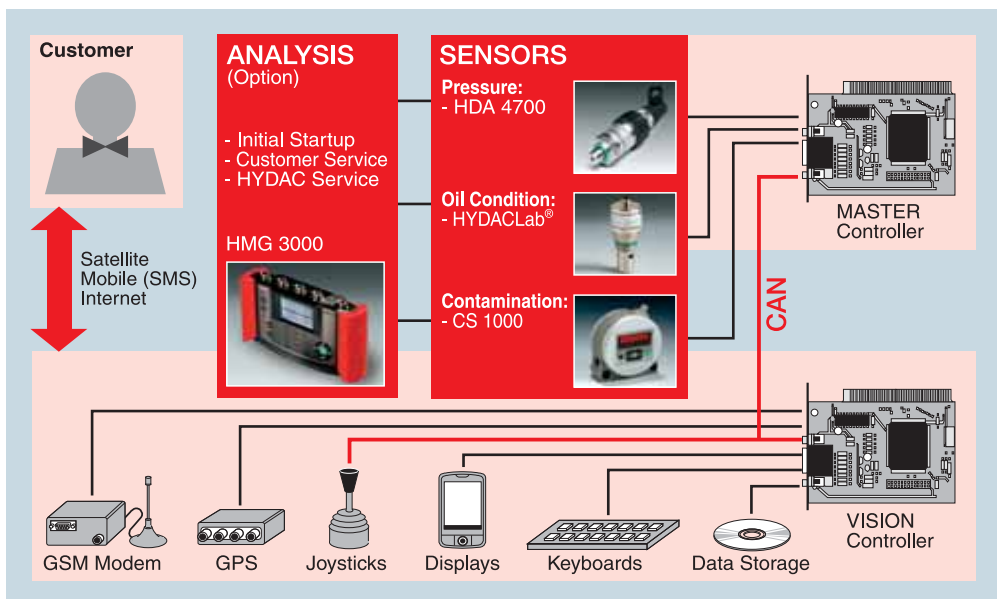 Customer
Satellite
Mobile (SMS)
Internet
ANALYSIS
(Option)
- Initial Startup
- Customer Service
- HYDAC Service
HMG 3000
SENSORS
Pressure:
- HDA 4700
Oil Condition:
- HYDACLab®
Contamination:
- CS 1000
MASTER
Controller
CAN
VISION
Controller
GSM Modem
GPS
Joysticks
Displays
Keyboards
Data Storage